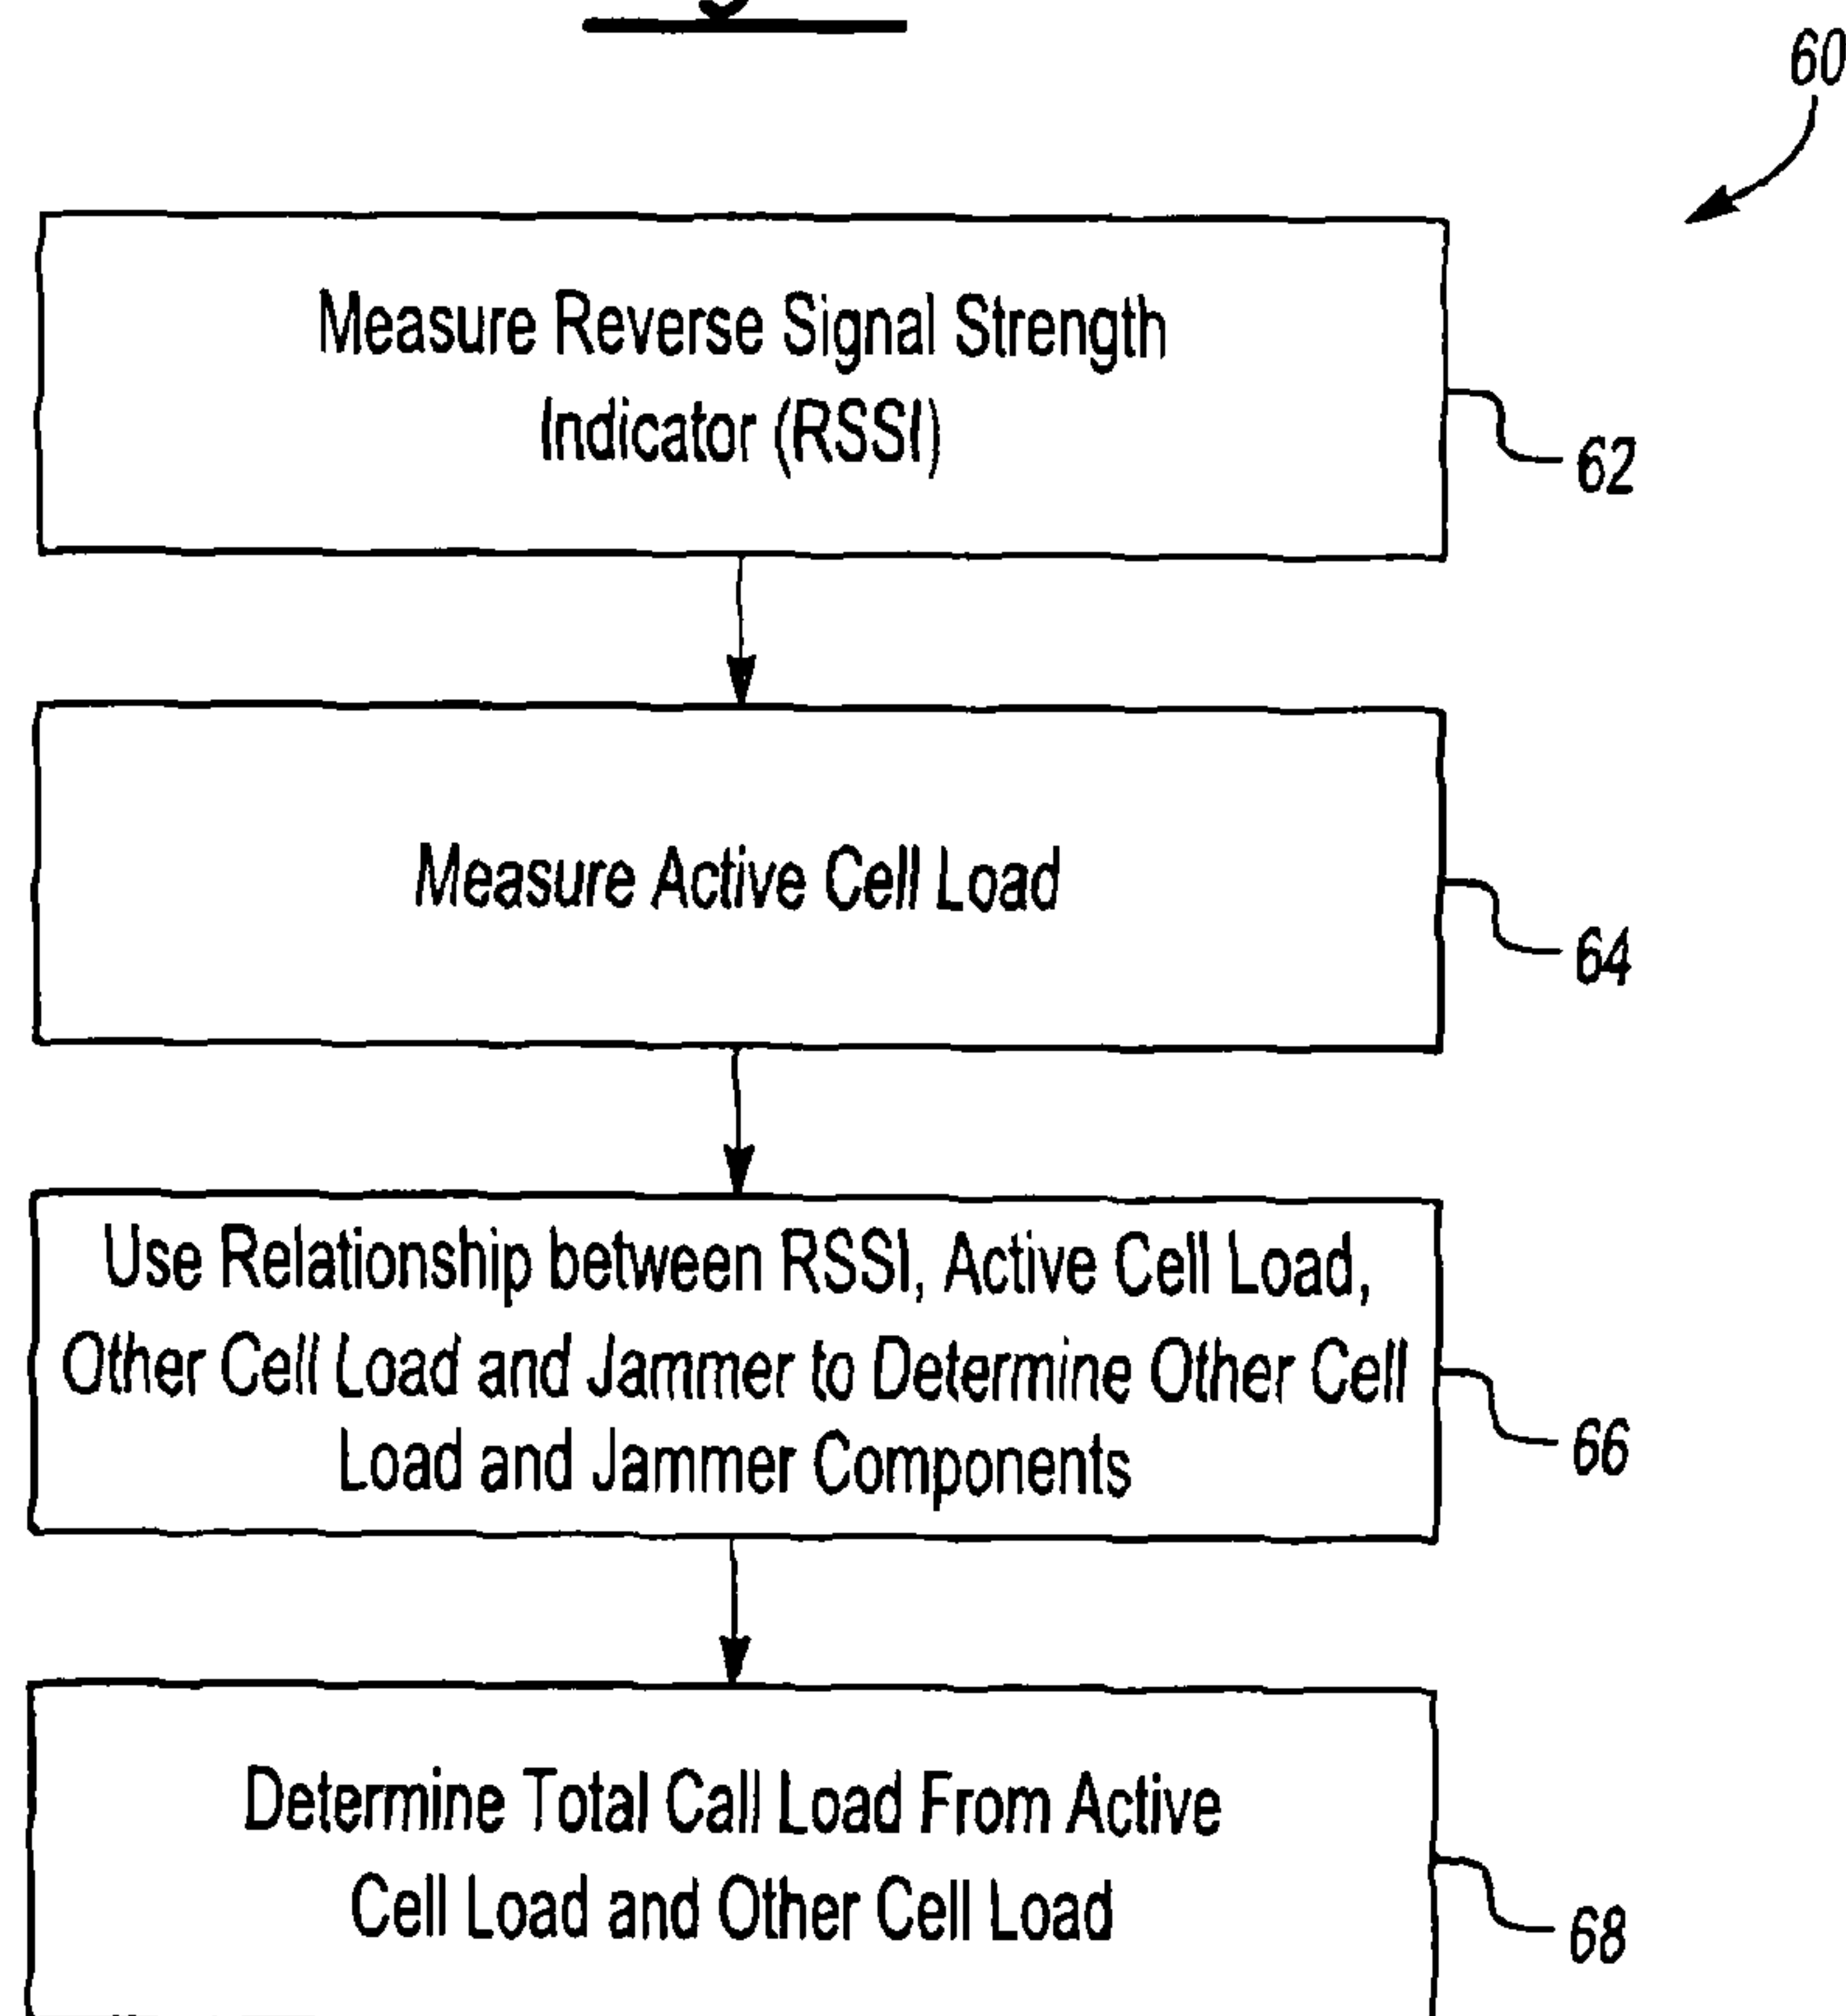 60
Measure Reverse Signal Strength
Indicator (RSSI)
62
Measure Active Cell Load
64
Use Relationship between RSSI, Active Cell Load,
Other Cell Load and Jammer to Determine Other Cell
Load and Jammer Components
66
Determine Total Call Load From Active
Cell Load and Other Cell Load
68